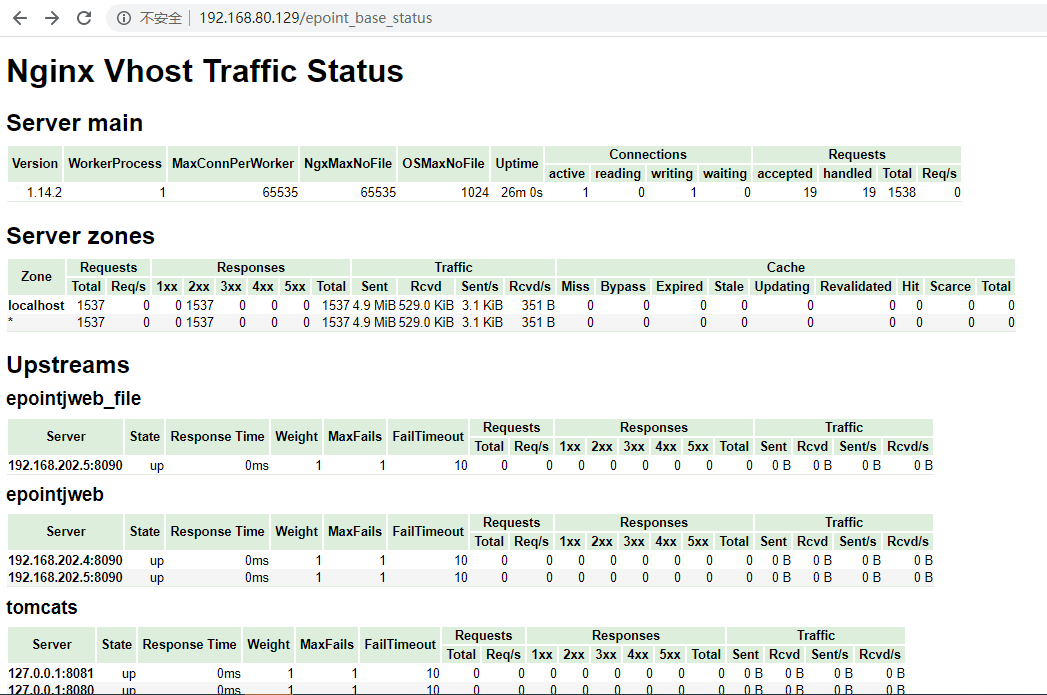 不安全 | 192.168.80.129/epoint_base_status
Nginx Vhost Traffic Status
Server main
Version WorkerProcess MaxConnPerWorker NgxMaxNoFile OSMaxNoFile Uptime Connections Requests
active reading writing waiting accepted handled Total Req/s
1.14.2 1 65535 65535 1024 26m 0s 1 0 1 0 19 19 1538 0
Server zones
Zone Requests Responses Traffic Cache
Total Req/s 1xx 2xx 3xx 4xx 5xx Total Sent Rcvd Sent/s Rcvd/s Miss Bypass Expired Stale Updating Revalidated Hit Scarce Total
localhost 1537 0 0 1537 0 0 0 1537 4.9 MiB 529.0 KiB 3.1 KiB 351 B 0 0 0 0 0 0 0 0 0
* 1537 0 0 1537 0 0 0 1537 4.9 MiB 529.0 KiB 3.1 KiB 351 B 0 0 0 0 0 0 0 0 0
Upstreams
epointjweb_file
Server State Response Time Weight MaxFails FailTimeout Requests Responses Traffic
Total Req/s 1xx 2xx 3xx 4xx 5xx Total Sent Rcvd Sent/s Rcvd/s
192.168.202.5:8090 up 0ms 1 1 10 0 0 0 0 0 0 0 0 0 B 0 B 0 B 0 B
epointjweb
Server State Response Time Weight MaxFails FailTimeout Requests Responses Traffic
Total Req/s 1xx 2xx 3xx 4xx 5xx Total Sent Rcvd Sent/s Rcvd/s
192.168.202.4:8090 up 0ms 1 1 10 0 0 0 0 0 0 0 0 0 B 0 B 0 B 0 B
192.168.202.5:8090 up 0ms 1 1 10 0 0 0 0 0 0 0 0 0 B 0 B 0 B 0 B
tomcats
Server State Response Time Weight MaxFails FailTimeout Requests Responses Traffic
Total Req/s 1xx 2xx 3xx 4xx 5xx Total Sent Rcvd Sent/s Rcvd/s
127.0.0.1:8081 up 0ms 1 1 10 0 0 0 0 0 0 0 0 0 B 0 B 0 B 0 B
127.0.0.1:8080 up 0ms 1 1 10 0 0 0 0 0 0 0 0 0 B 0 B 0 B 0 B